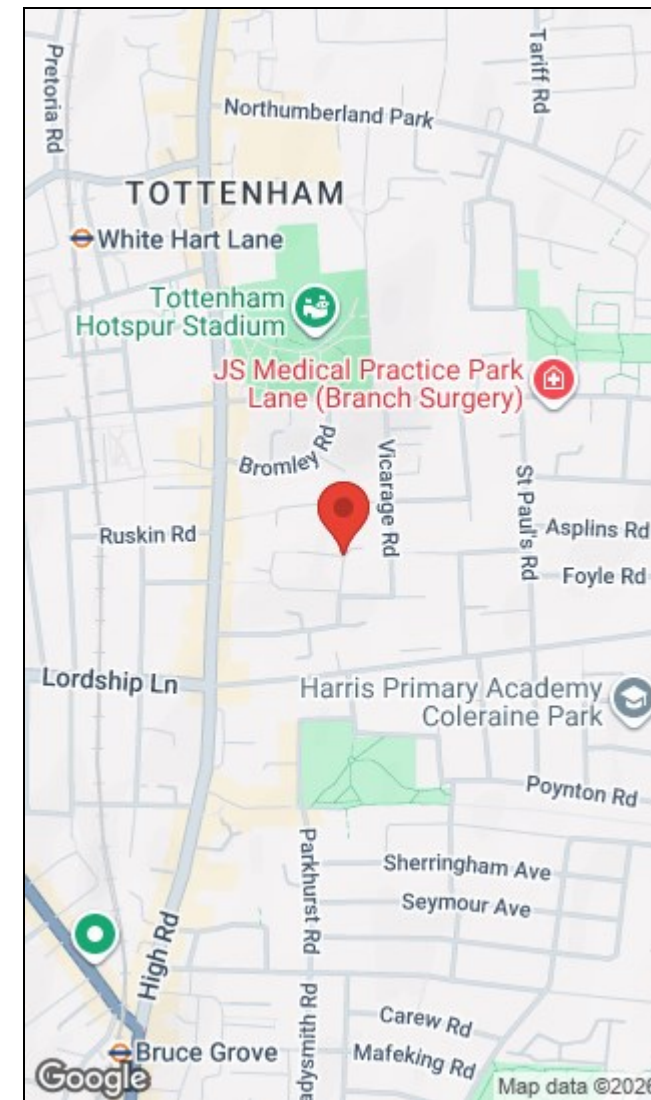 Pretoria Rd
Tariff Rd
Northumberland Park
TOTTENHAM
White Hart Lane
Tottenham
Hotspur Stadium
JS Medical Practice Park
Lane (Branch Surgery)
Bromley Rd
Vicarage Rd
St Paul's Rd
Ruskin Rd
Asplins Rd
Foyle Rd
Lordship Ln
Harris Primary Academy
Coleraine Park
Poynton Rd
Parkhurst Rd
Sherringham Ave
Seymour Ave
High Rd
Carew Rd
Mafeking Rd
Bruce Grove
Google
Map data ©2026